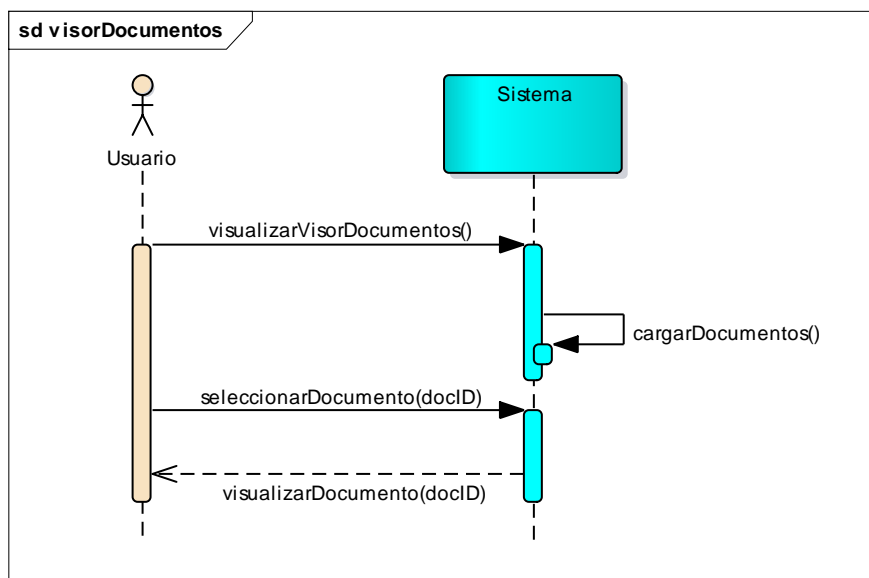 sd visorDocumentos
Usuario
Sistema
visualizarVisorDocumentos()
cargarDocumentos()
seleccionarDocumento(docID)
visualizarDocumento(docID)